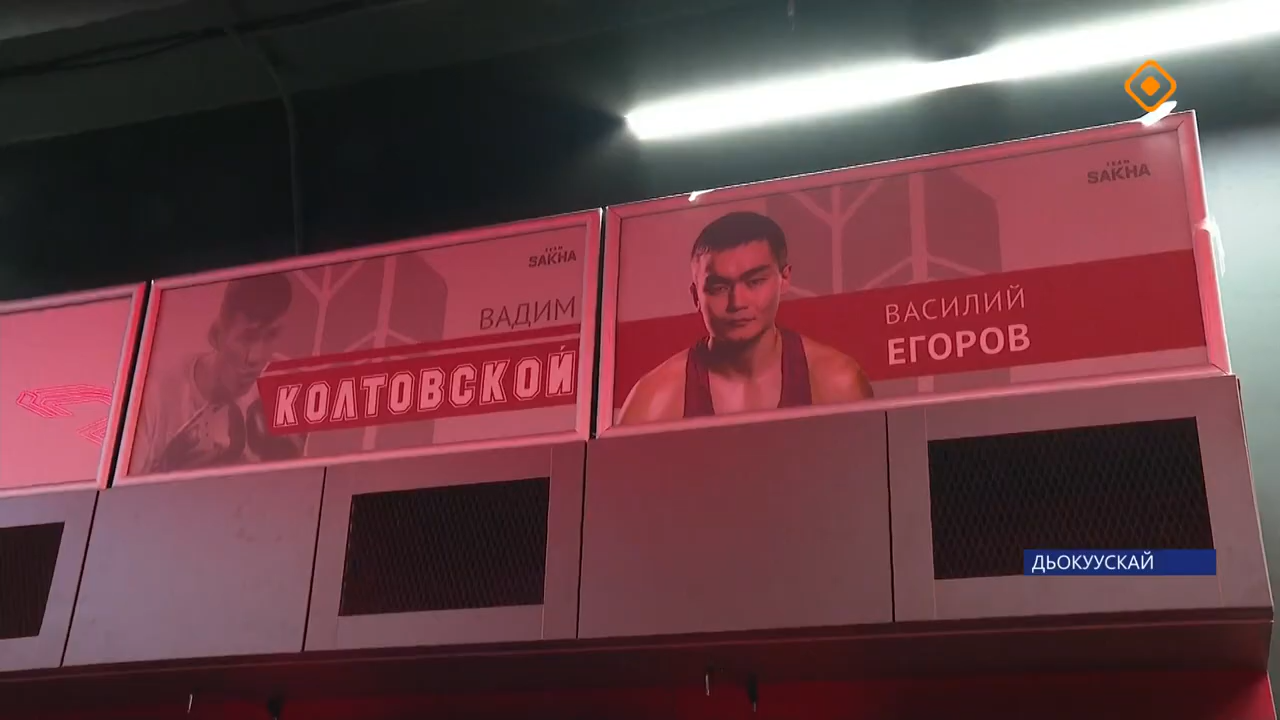 TEAM
SAKHA
ВАДИМ
КОЛТОВСКОЙ
TEAM
SAKHA
ВАСИЛИЙ
ЕГОРОВ
ДЬОКУУСКАЙ